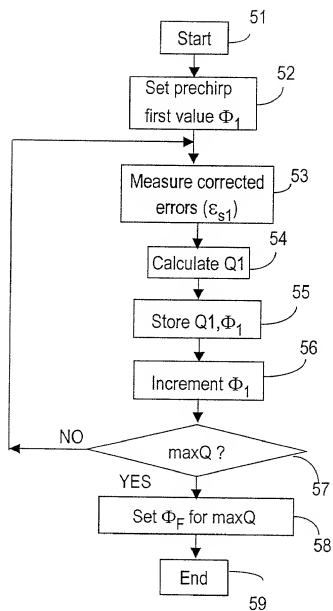 51
Start
52
Set prechirp
first value Φ1
53
Measure corrected
errors (εs1)
54
Calculate Q1
55
Store Q1,Φ1
56
Increment Φ1
NO
maxQ ?
57
YES
Set ΦF for maxQ
58
End
59